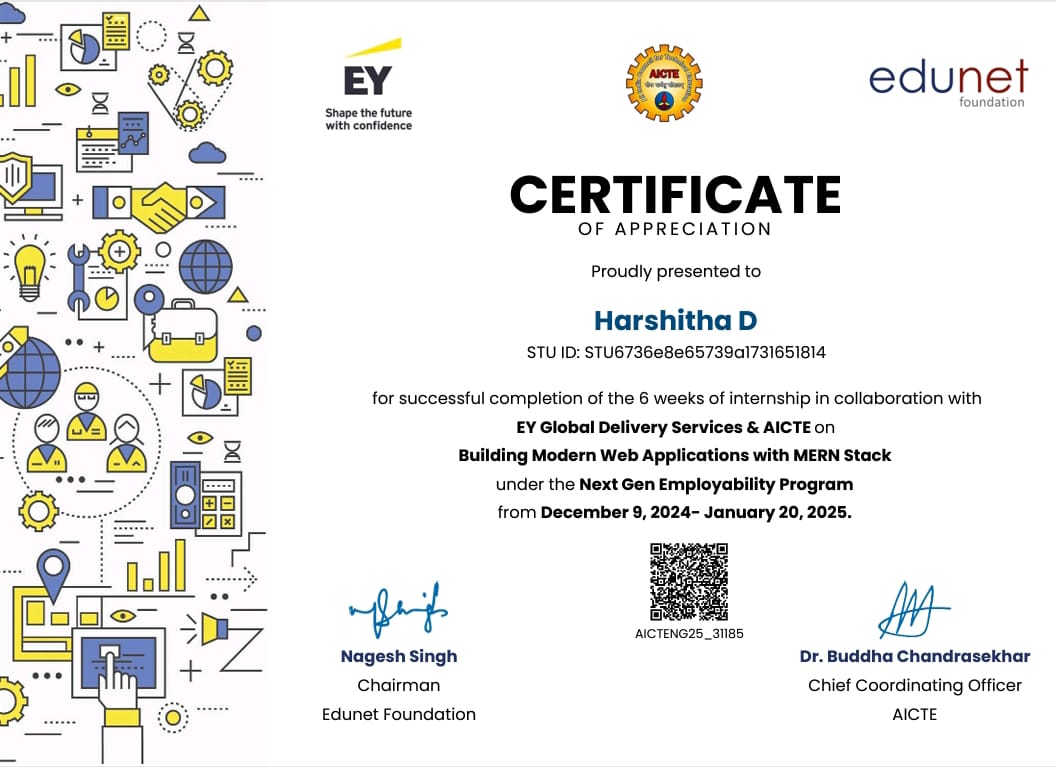 EY
Shape the future
with confidence
AICTE
edunet
foundation
CERTIFICATE
OF APPRECIATION
Proudly presented to
Harshitha D
STU ID: STU6736e8e65739a1731651814
for successful completion of the 6 weeks of internship in collaboration with
EY Global Delivery Services & AICTE on
Building Modern Web Applications with MERN Stack
under the Next Gen Employability Program
from December 9, 2024- January 20, 2025.
AICTENG25_31185
Nagesh Singh
Chairman
Edunet Foundation
Dr. Buddha Chandrasekhar
Chief Coordinating Officer
AICTE